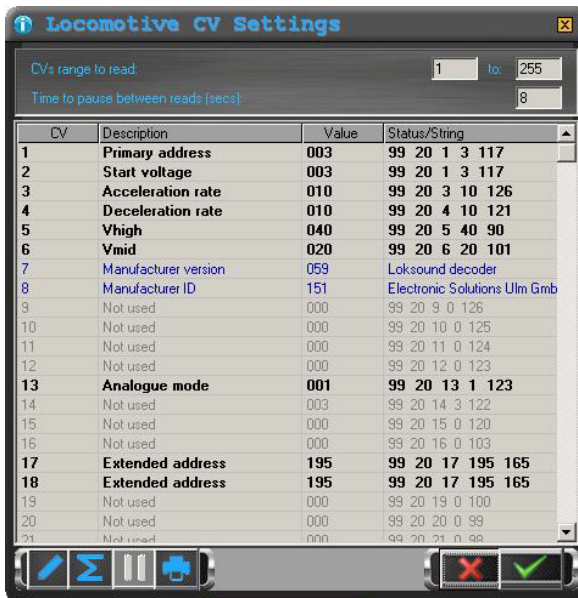 Locomotive CV Settings
CVs range to read: 1 to: 255
Time to pause between reads (secs): 8
CV Description Value Status/String
1 Primary address 003 99 20 1 3 117
2 Start voltage 003 99 20 1 3 117
3 Acceleration rate 010 99 20 3 10 126
4 Deceleration rate 010 99 20 4 10 121
5 Vhigh 040 99 20 5 40 90
6 Vmid 020 99 20 6 20 101
7 Manufacturer version 059 Loksound decoder
8 Manufacturer ID 151 Electronic Solutions Ulm Gmb
9 Not used 000 99 20 9 0 126
10 Not used 000 99 20 10 0 125
11 Not used 000 99 20 11 0 124
12 Not used 000 99 20 12 0 123
13 Analogue mode 001 99 20 13 1 123
14 Not used 003 99 20 14 3 122
15 Not used 000 99 20 15 0 120
16 Not used 000 99 20 16 0 103
17 Extended address 195 99 20 17 195 165
18 Extended address 195 99 20 17 195 165
19 Not used 000 99 20 19 0 100
20 Not used 000 99 20 20 0 99
21 Not used 000 99 20 21 0 98